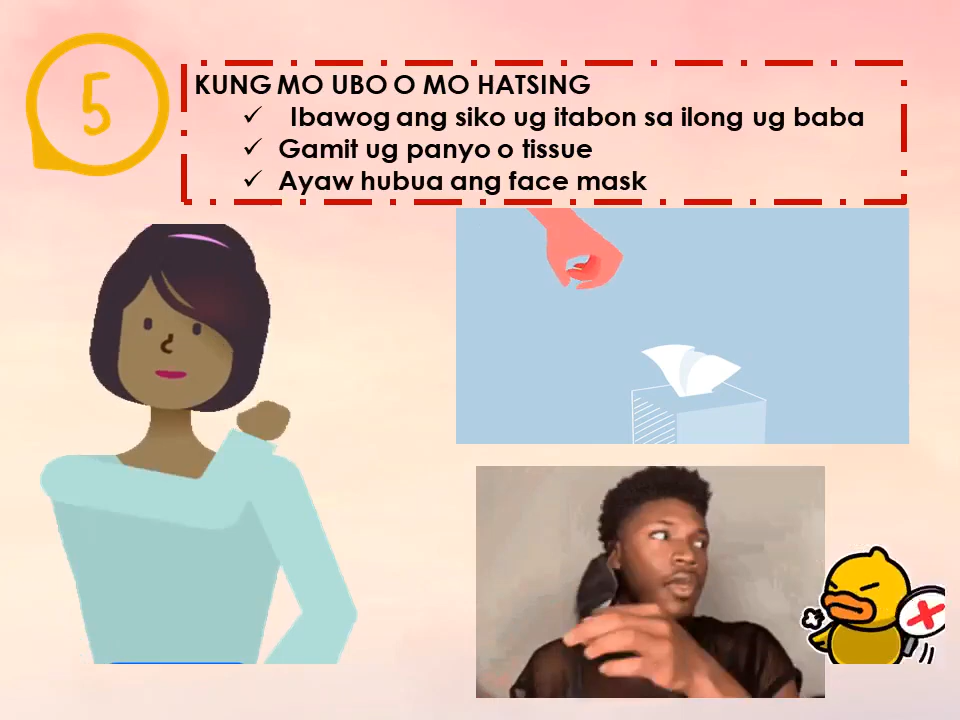 5
KUNG MO UBO O MO HATSING
✓ Ibawog ang siko ug itabon sa ilong ug baba
✓ Gamit ug panyo o tissue
✓ Ayaw hubua ang face mask